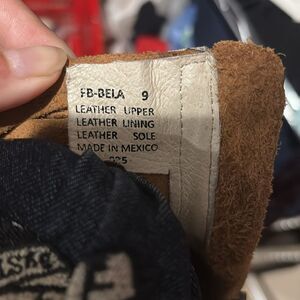 FB-BELA 9
LEATHER UPPER
LEATHER LINING
LEATHER SOLE
MADE IN MEXICO